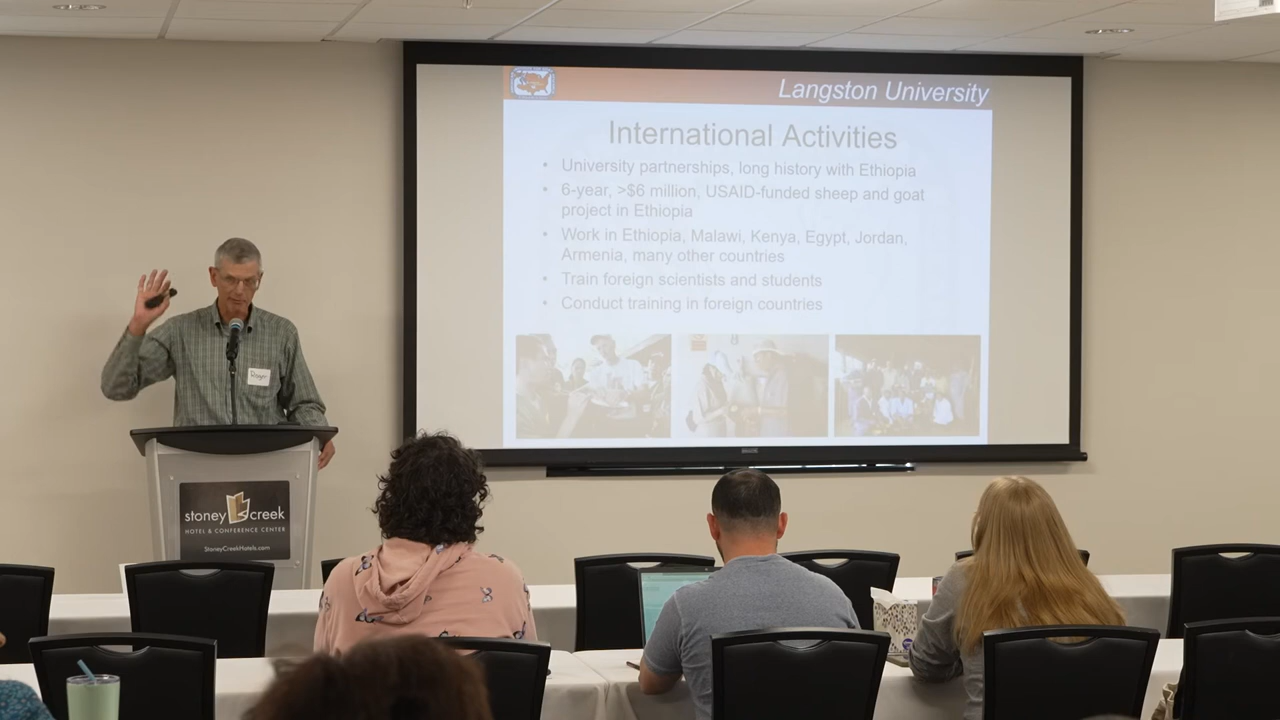 Langston University
International Activities
• University partnerships, long history with Ethiopia
• 6-year, >$6 million, USAID-funded sheep and goat
project in Ethiopia
• Work in Ethiopia, Malawi, Kenya, Egypt, Jordan,
Armenia, many other countries
• Train foreign scientists and students
• Conduct training in foreign countries
Roger
stoney creek
HOTEL & CONFERENCE CENTER
StoneyCreekHotels.com